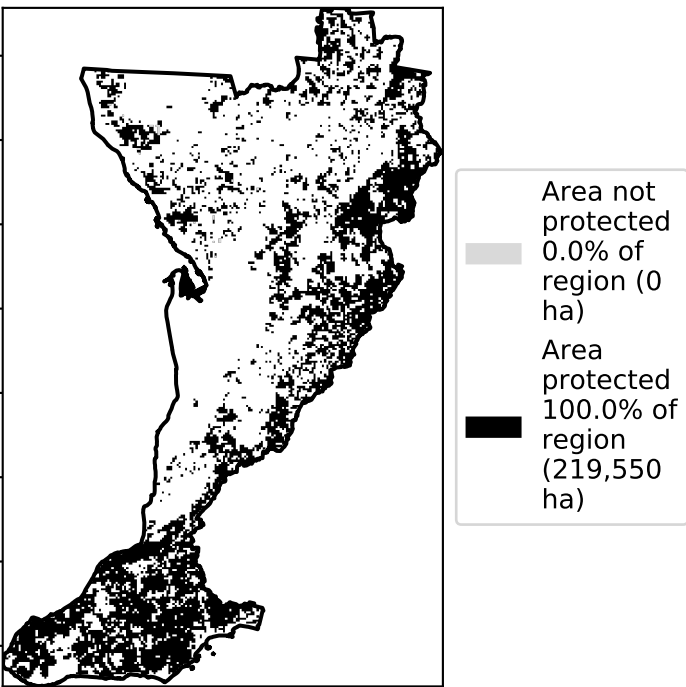 Area not
protected
0.0% of
region (0
ha)
Area
protected
100.0% of
region
(219,550
ha)